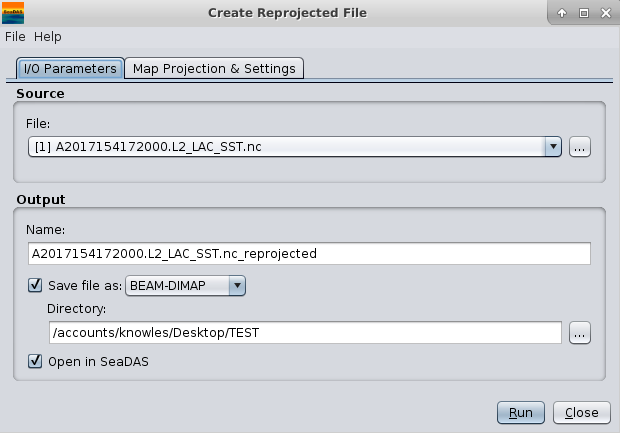 SeaDAS
Create Reprojected File
File Help
I/O Parameters Map Projection & Settings
Source
File:
[1] A2017154172000.L2_LAC_SST.nc ...
Output
Name:
A2017154172000.L2_LAC_SST.nc_reprojected
Save file as: BEAM-DIMAP
Directory:
/accounts/knowles/Desktop/TEST ...
Open in SeaDAS
Run Close